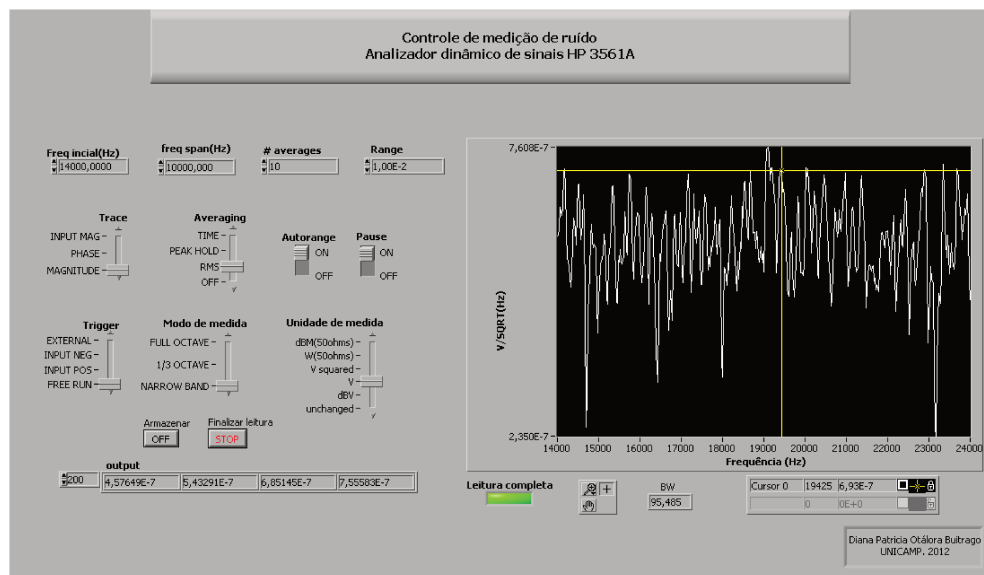 Controle de medição de ruído
Analizador dinâmico de sinais HP 3561A
Freq incial(Hz)
14000,0000
freq span(Hz)
10000,000
# averages
10
Range
1,00E-2
Trace
INPUT MAG
PHASE
MAGNITUDE
Averaging
TIME
PEAK HOLD
RMS
OFF
Autorange
ON
OFF
Pause
ON
OFF
Trigger
EXTERNAL
INPUT NEG
INPUT POS
FREE RUN
Modo de medida
FULL OCTAVE
1/3 OCTAVE
NARROW BAND
Unidade de medida
dBM(50ohms)
W(50ohms)
V squared
V
dBV
unchanged
Armazenar
OFF
Finalizar leitura
STOP
output
200
4,57649E-7 5,43291E-7 6,85145E-7 7,55583E-7
7,608E-7
V/SQRT(Hz)
2,350E-7
14000 15000 16000 17000 18000 19000 20000 21000 22000 23000 24000
Frequência (Hz)
Leitura completa
BW
95,485
Cursor 0 19425 6,93E-7
0 0E+0
Diana Patricia Otálora Buitrago
UNICAMP. 2012